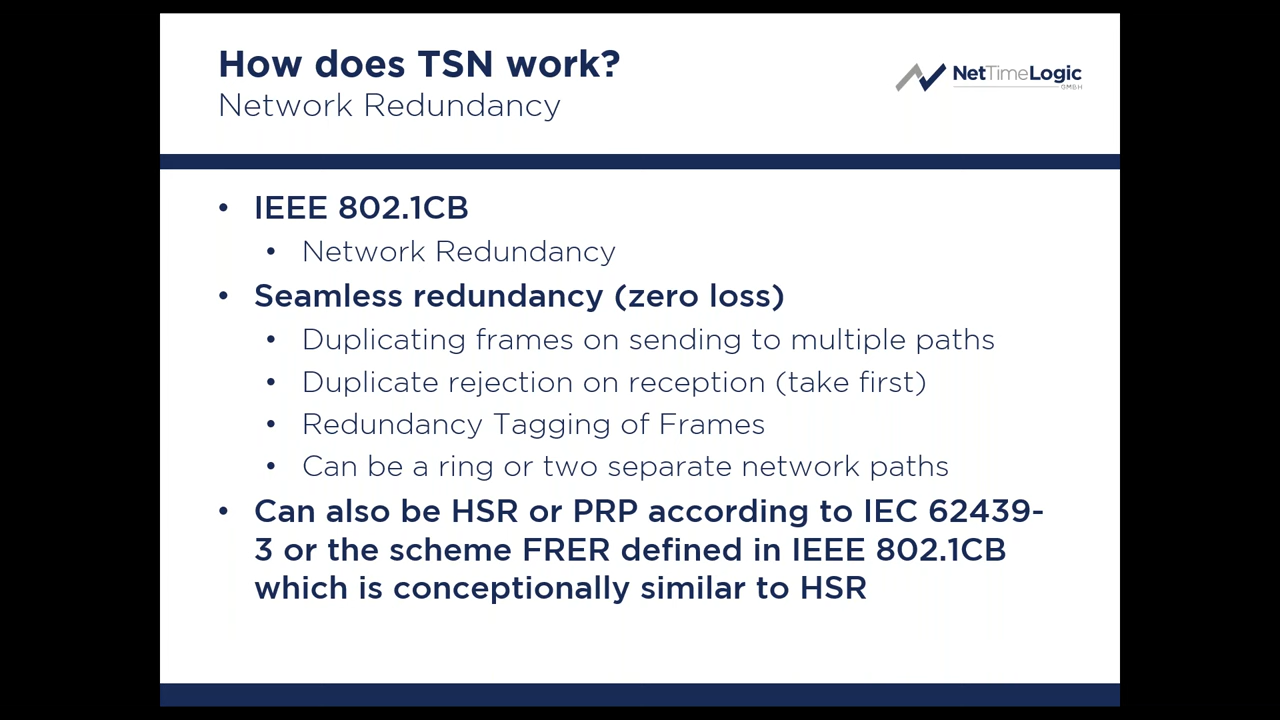 How does TSN work?
Network Redundancy
NetTimeLogic
GMBH
• IEEE 802.1CB
• Network Redundancy
• Seamless redundancy (zero loss)
• Duplicating frames on sending to multiple paths
• Duplicate rejection on reception (take first)
• Redundancy Tagging of Frames
• Can be a ring or two separate network paths
• Can also be HSR or PRP according to IEC 62439-
3 or the scheme FRER defined in IEEE 802.1CB
which is conceptionally similar to HSR